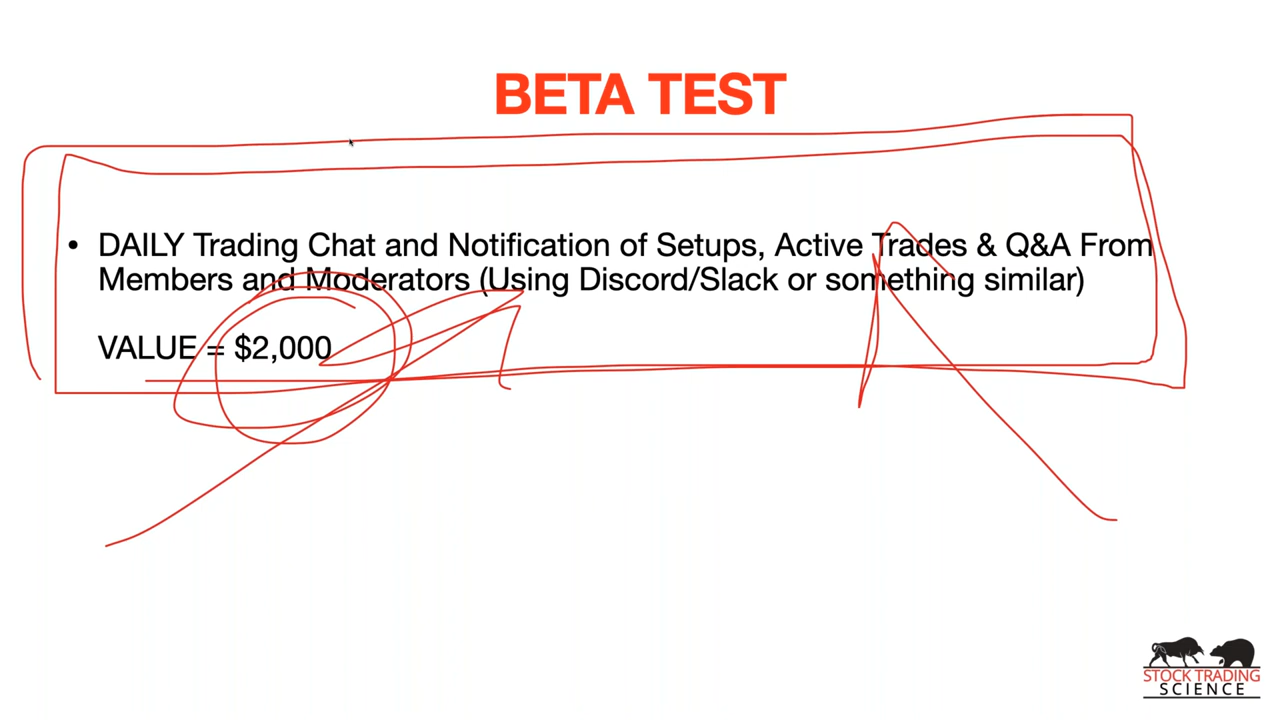 BETA TEST
• DAILY Trading Chat and Notification of Setups, Active Trades & Q&A From
Members and Moderators (Using Discord/Slack or something similar)
VALUE = $2,000
STOCK TRADING
SCIENCE